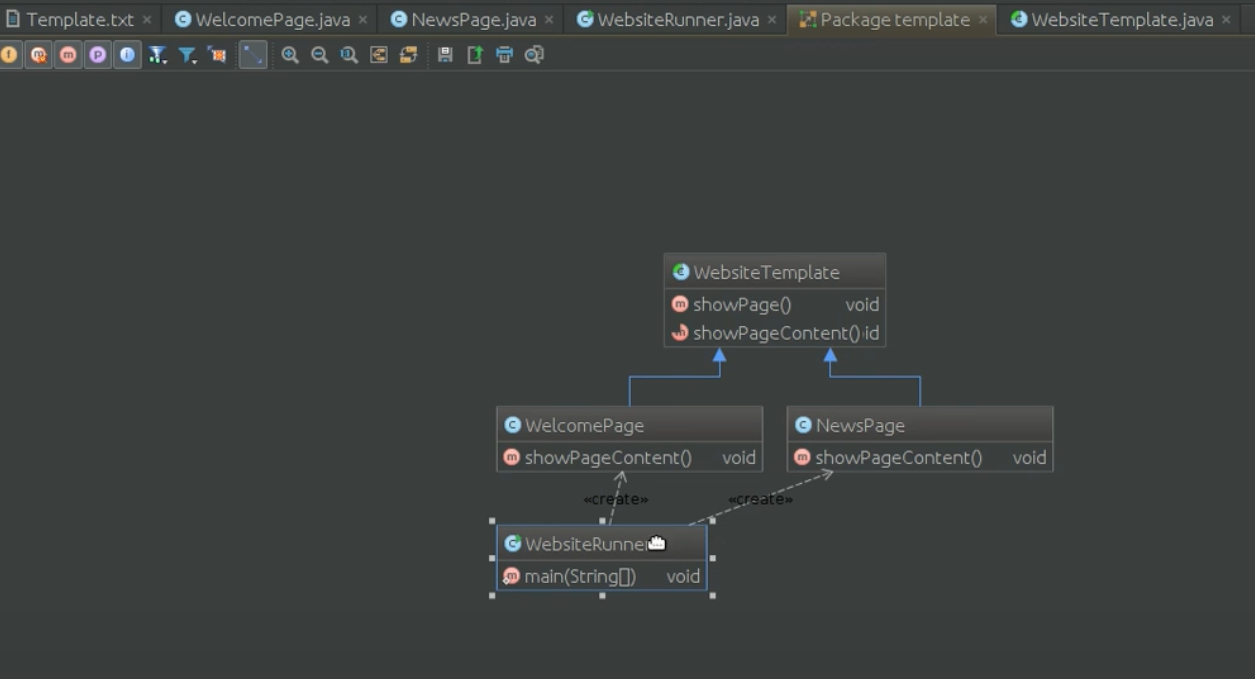 Template.txt WelcomePage.java NewsPage.java WebsiteRunner.java Package template WebsiteTemplate.java
WebsiteTemplate
showPage() void
showPageContent() id
WelcomePage
showPageContent() void
NewsPage
showPageContent() void
«create» «create»
WebsiteRunner
main(String[]) void